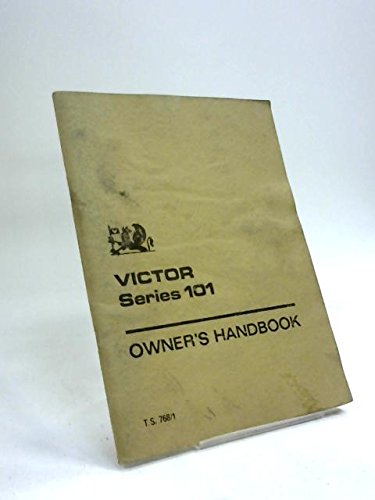 VICTOR
Series 101
OWNER'S HANDBOOK
T.S. 768/1